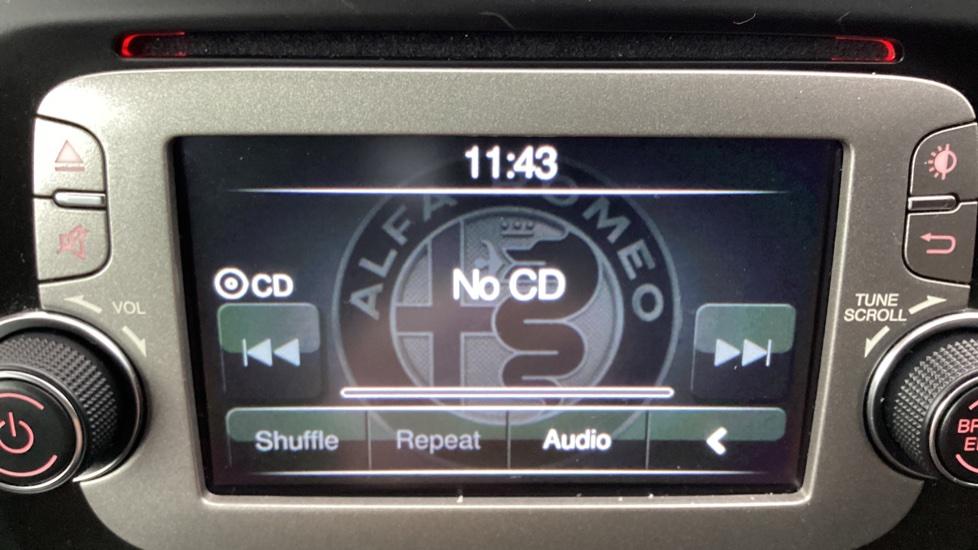 11:43
ALFA ROMEO
CD
No CD
VOL
TUNE
SCROLL
Shuffle
Repeat
Audio